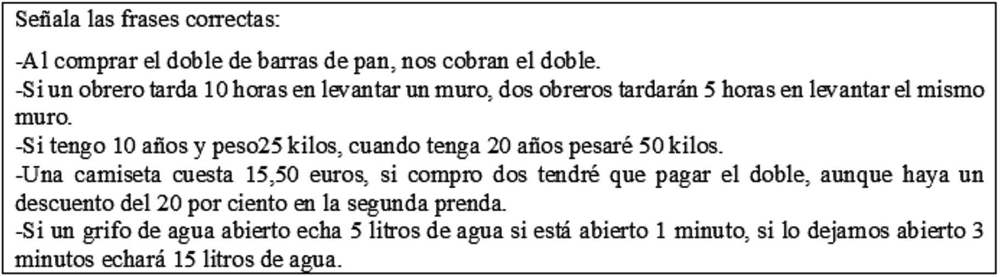 Señala las frases correctas:
-Al comprar el doble de barras de pan, nos cobran el doble.
-Si un obrero tarda 10 horas en levantar un muro, dos obreros tardarán 5 horas en levantar el mismo
muro.
-Si tengo 10 años y peso25 kilos, cuando tenga 20 años pesaré 50 kilos.
-Una camiseta cuesta 15,50 euros, si compro dos tendré que pagar el doble, aunque haya un
descuento del 20 por ciento en la segunda prenda.
-Si un grifo de agua abierto echa 5 litros de agua si está abierto 1 minuto, si lo dejamos abierto 3
minutos echará 15 litros de agua.